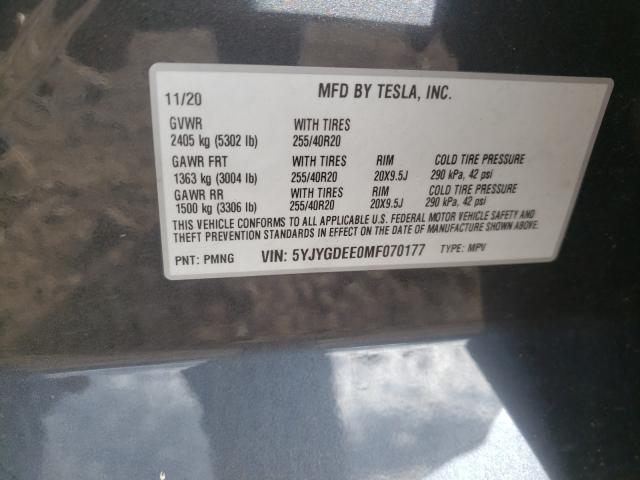 MFD BY TESLA, INC.
11/20
GVWR WITH TIRES
2405 kg (5302 lb) 255/40R20
GAWR FRT WITH TIRES RIM COLD TIRE PRESSURE
1363 kg (3004 lb) 255/40R20 20X9.5J 290 kPa, 42 psi
GAWR RR WITH TIRES RIM COLD TIRE PRESSURE
1500 kg (3306 lb) 255/40R20 20X9.5J 290 kPa, 42 psi
THIS VEHICLE CONFORMS TO ALL APPLICABLE U.S. FEDERAL MOTOR VEHICLE SAFETY AND
THEFT PREVENTION STANDARDS IN EFFECT ON THE DATE OF MANUFACTURE SHOWN ABOVE.
PNT: PMNG VIN: 5YJYGDEE0MF070177 TYPE: MPV